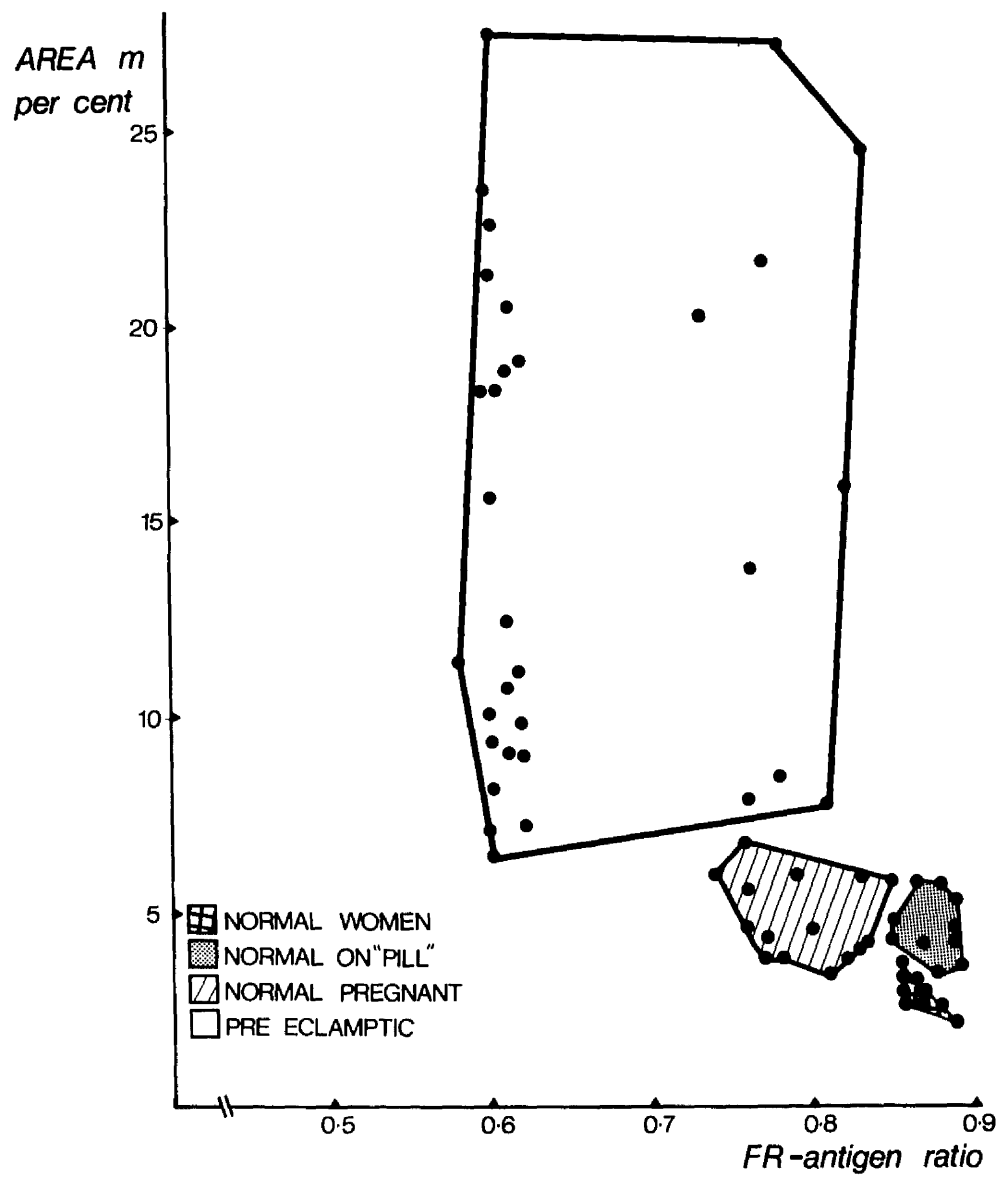 AREA m
per cent
25
20
15
10
5
NORMAL WOMEN
NORMAL ON "PILL"
NORMAL PREGNANT
PRE ECLAMPTIC
0·5 0·6 0·7 0·8 0·9
FR-antigen ratio